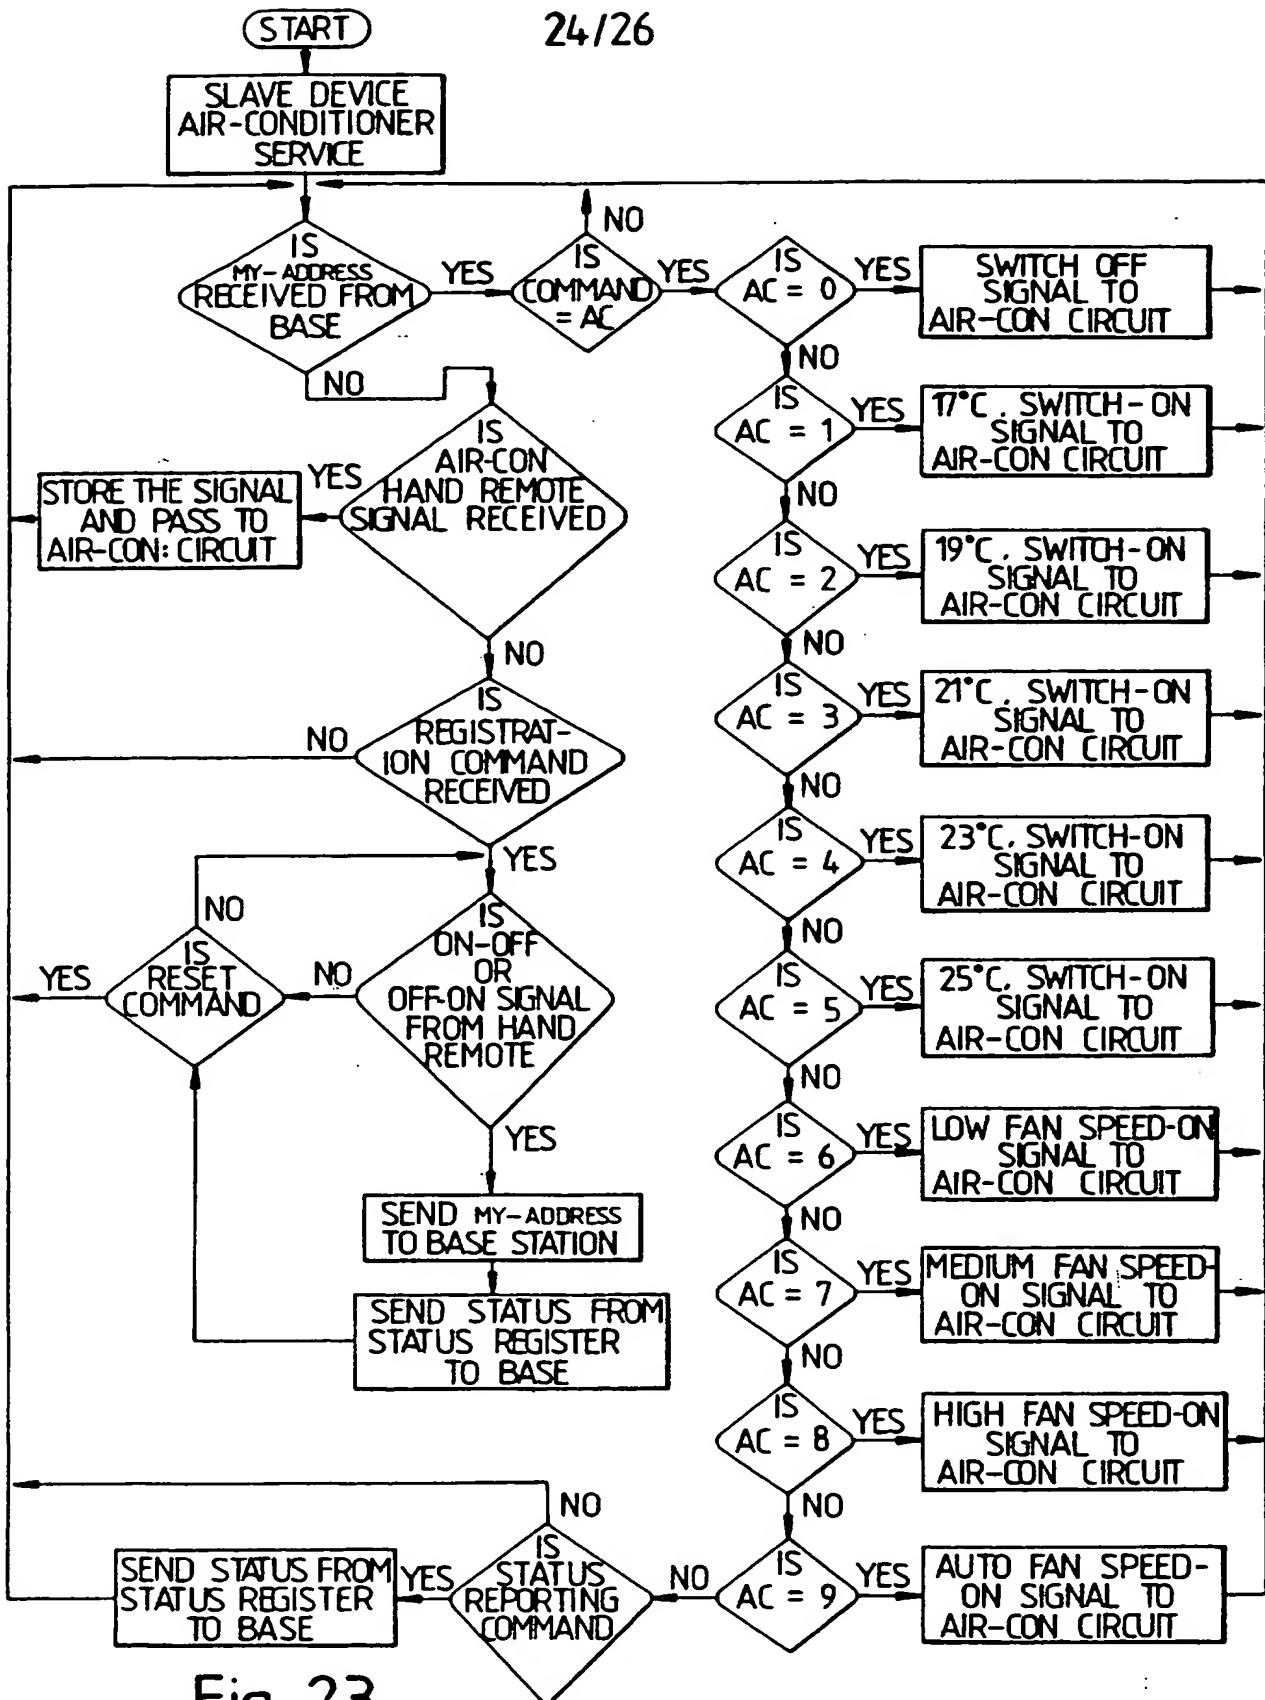 24/26
START
SLAVE DEVICE
AIR-CONDITIONER
SERVICE
IS
MY-ADDRESS
RECEIVED FROM
BASE
YES
NO
IS
COMMAND
= AC
NO
YES
IS
AC = 0
YES
SWITCH OFF
SIGNAL TO
AIR-CON CIRCUIT
NO
IS
AC = 1
YES
17°C. SWITCH-ON
SIGNAL TO
AIR-CON CIRCUIT
NO
IS
AC = 2
YES
19°C. SWITCH-ON
SIGNAL TO
AIR-CON CIRCUIT
NO
IS
AC = 3
YES
21°C. SWITCH-ON
SIGNAL TO
AIR-CON CIRCUIT
NO
IS
AC = 4
YES
23°C. SWITCH-ON
SIGNAL TO
AIR-CON CIRCUIT
NO
IS
AC = 5
YES
25°C. SWITCH-ON
SIGNAL TO
AIR-CON CIRCUIT
NO
IS
AC = 6
YES
LOW FAN SPEED-ON
SIGNAL TO
AIR-CON CIRCUIT
NO
IS
AC = 7
YES
MEDIUM FAN SPEED-
ON SIGNAL TO
AIR-CON CIRCUIT
NO
IS
AC = 8
YES
HIGH FAN SPEED-ON
SIGNAL TO
AIR-CON CIRCUIT
NO
IS
AC = 9
YES
AUTO FAN SPEED-
ON SIGNAL TO
AIR-CON CIRCUIT
NO
IS
AIR-CON
HAND REMOTE
SIGNAL RECEIVED
YES
STORE THE SIGNAL
AND PASS TO
AIR-CON: CIRCUIT
NO
IS
REGISTRAT-
ION COMMAND
RECEIVED
NO
YES
IS
ON-OFF
OR
OFF-ON SIGNAL
FROM HAND
REMOTE
NO
IS
RESET
COMMAND
NO
YES
YES
SEND MY-ADDRESS
TO BASE STATION
SEND STATUS FROM
STATUS REGISTER
TO BASE
IS
STATUS
REPORTING
COMMAND
NO
YES
SEND STATUS FROM
STATUS REGISTER
TO BASE
Fig. 23